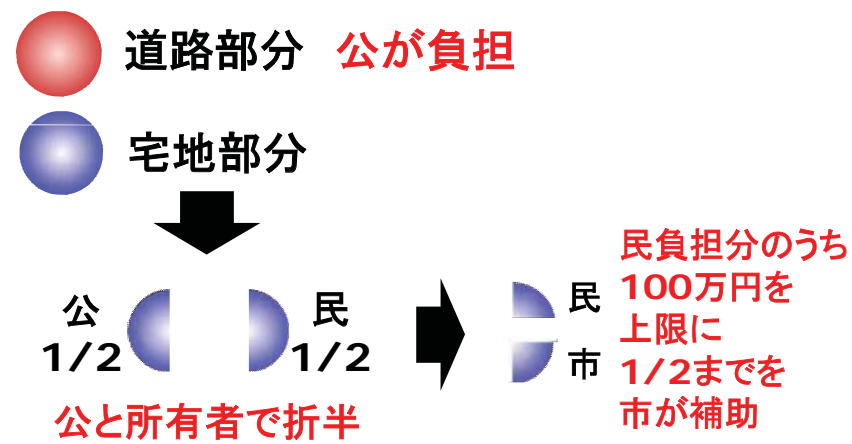 道路部分 公が負担
宅地部分
公
1/2
民
1/2
公と所有者で折半
民
市
民負担分のうち
100万円を
上限に
1/2までを
市が補助